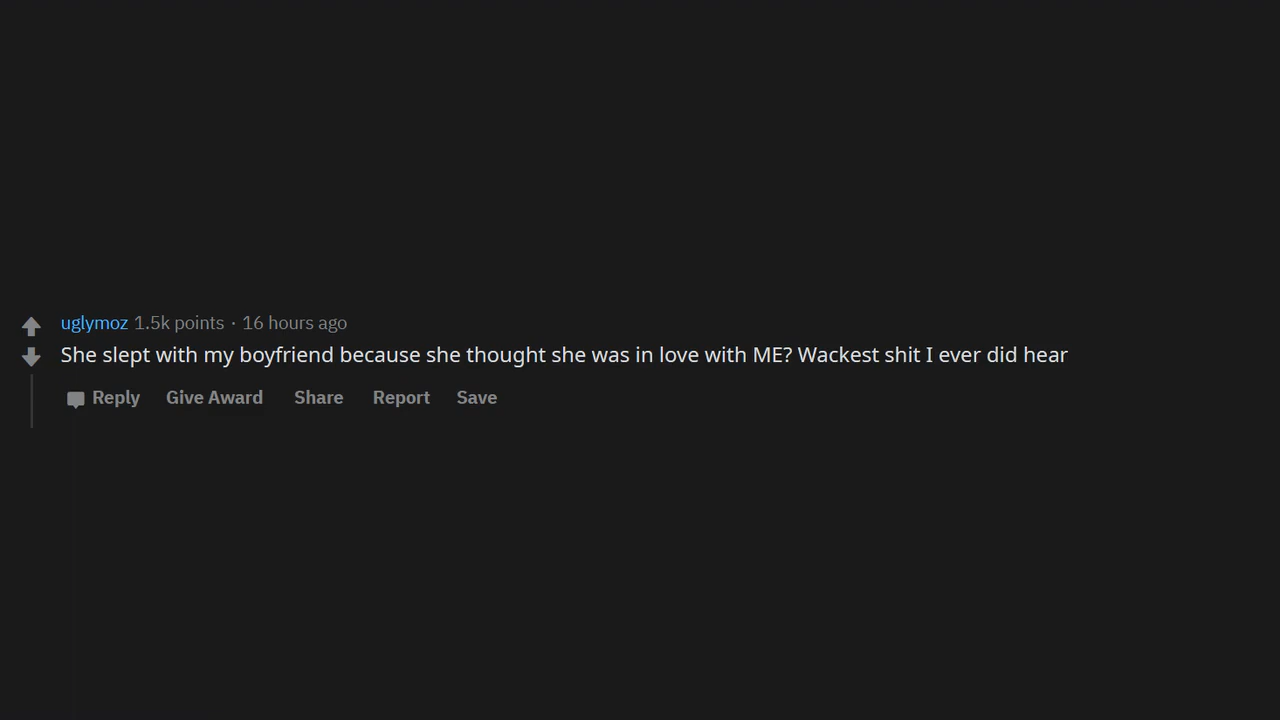 uglymoz 1.5k points · 16 hours ago
She slept with my boyfriend because she thought she was in love with ME? Wackest shit I ever did hear
Reply Give Award Share Report Save